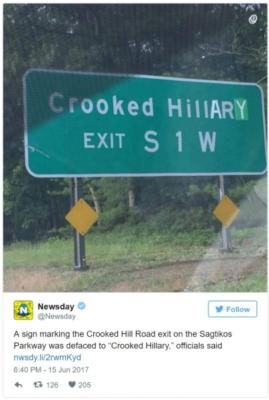 Crooked HillARY
EXIT S 1 W
Newsday
@Newsday
Follow
A sign marking the Crooked Hill Road exit on the Sagtikos
Parkway was defaced to "Crooked Hillary," officials said
nwsdy.li/2rwmKyd
6:40 PM - 15 Jun 2017
126 205